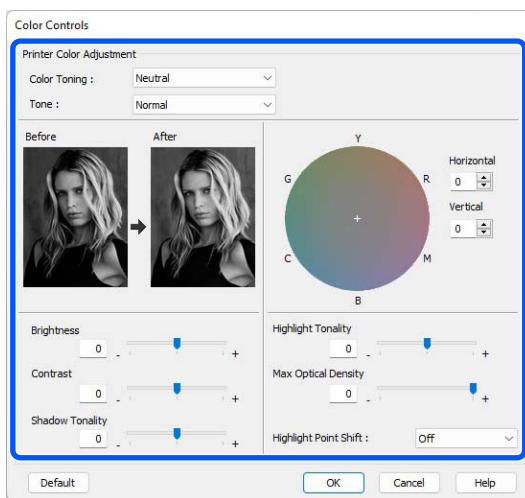 Color Controls
Printer Color Adjustment
Color Toning : Neutral
Tone : Normal
Before After
Y
G R
C M
B
Horizontal
0
Vertical
0
Brightness
0 - +
Contrast
0 - +
Shadow Tonality
0 - +
Highlight Tonality
0 - +
Max Optical Density
0 - +
Highlight Point Shift : Off
Default OK Cancel Help